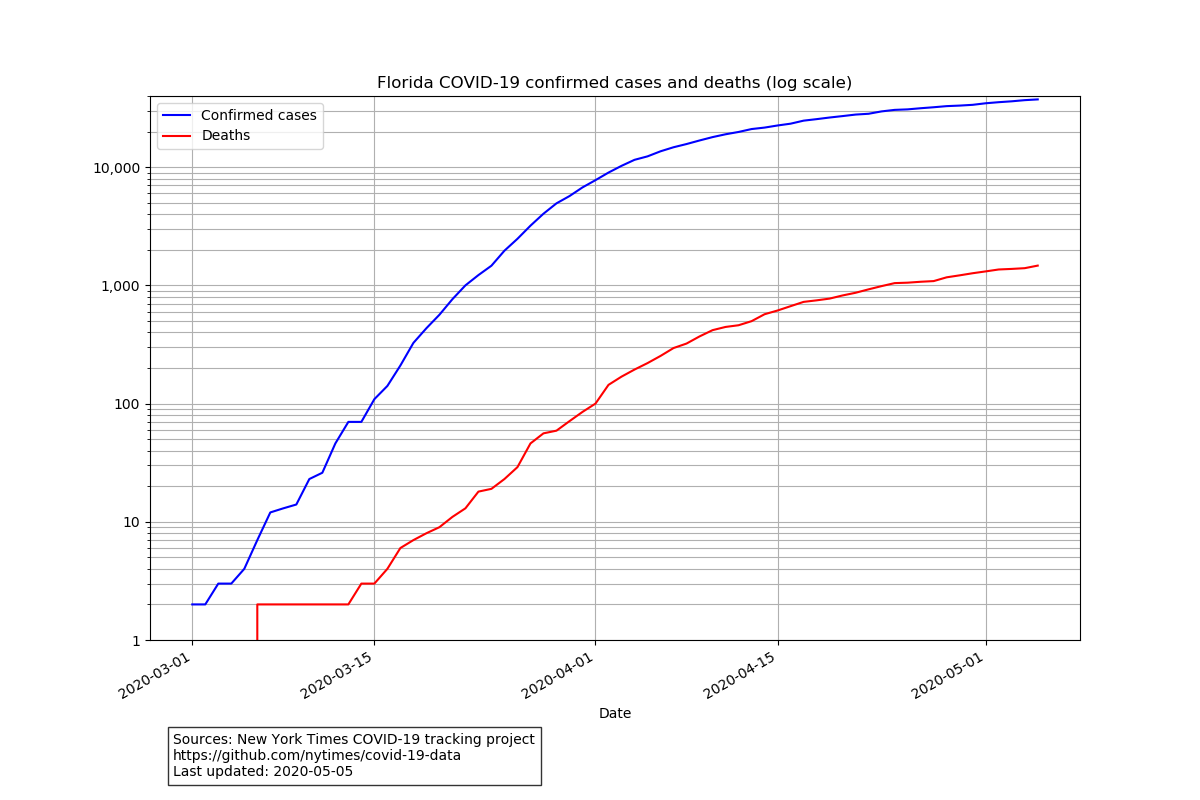 Florida COVID-19 confirmed cases and deaths (log scale)
Confirmed cases
Deaths
10,000
1,000
100
10
1
2020-03-01
2020-03-15
2020-04-01
2020-04-15
2020-05-01
Date
Sources: New York Times COVID-19 tracking project
https://github.com/nytimes/covid-19-data
Last updated: 2020-05-05